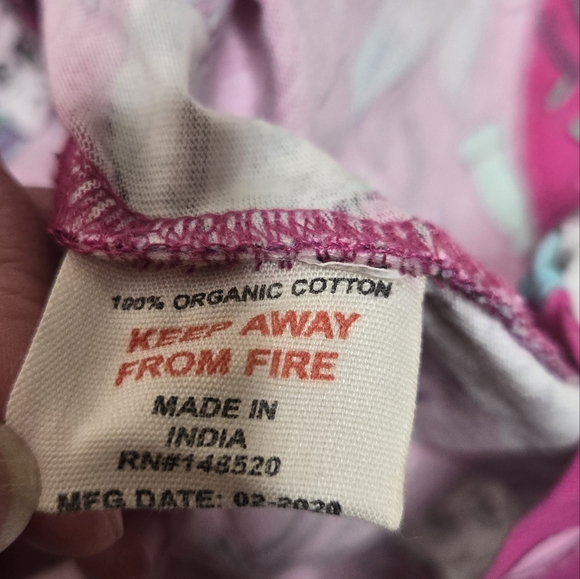 100% ORGANIC COTTON
KEEP AWAY
FROM FIRE
MADE IN
INDIA
RN#148520
MFG DATE: 02-2020